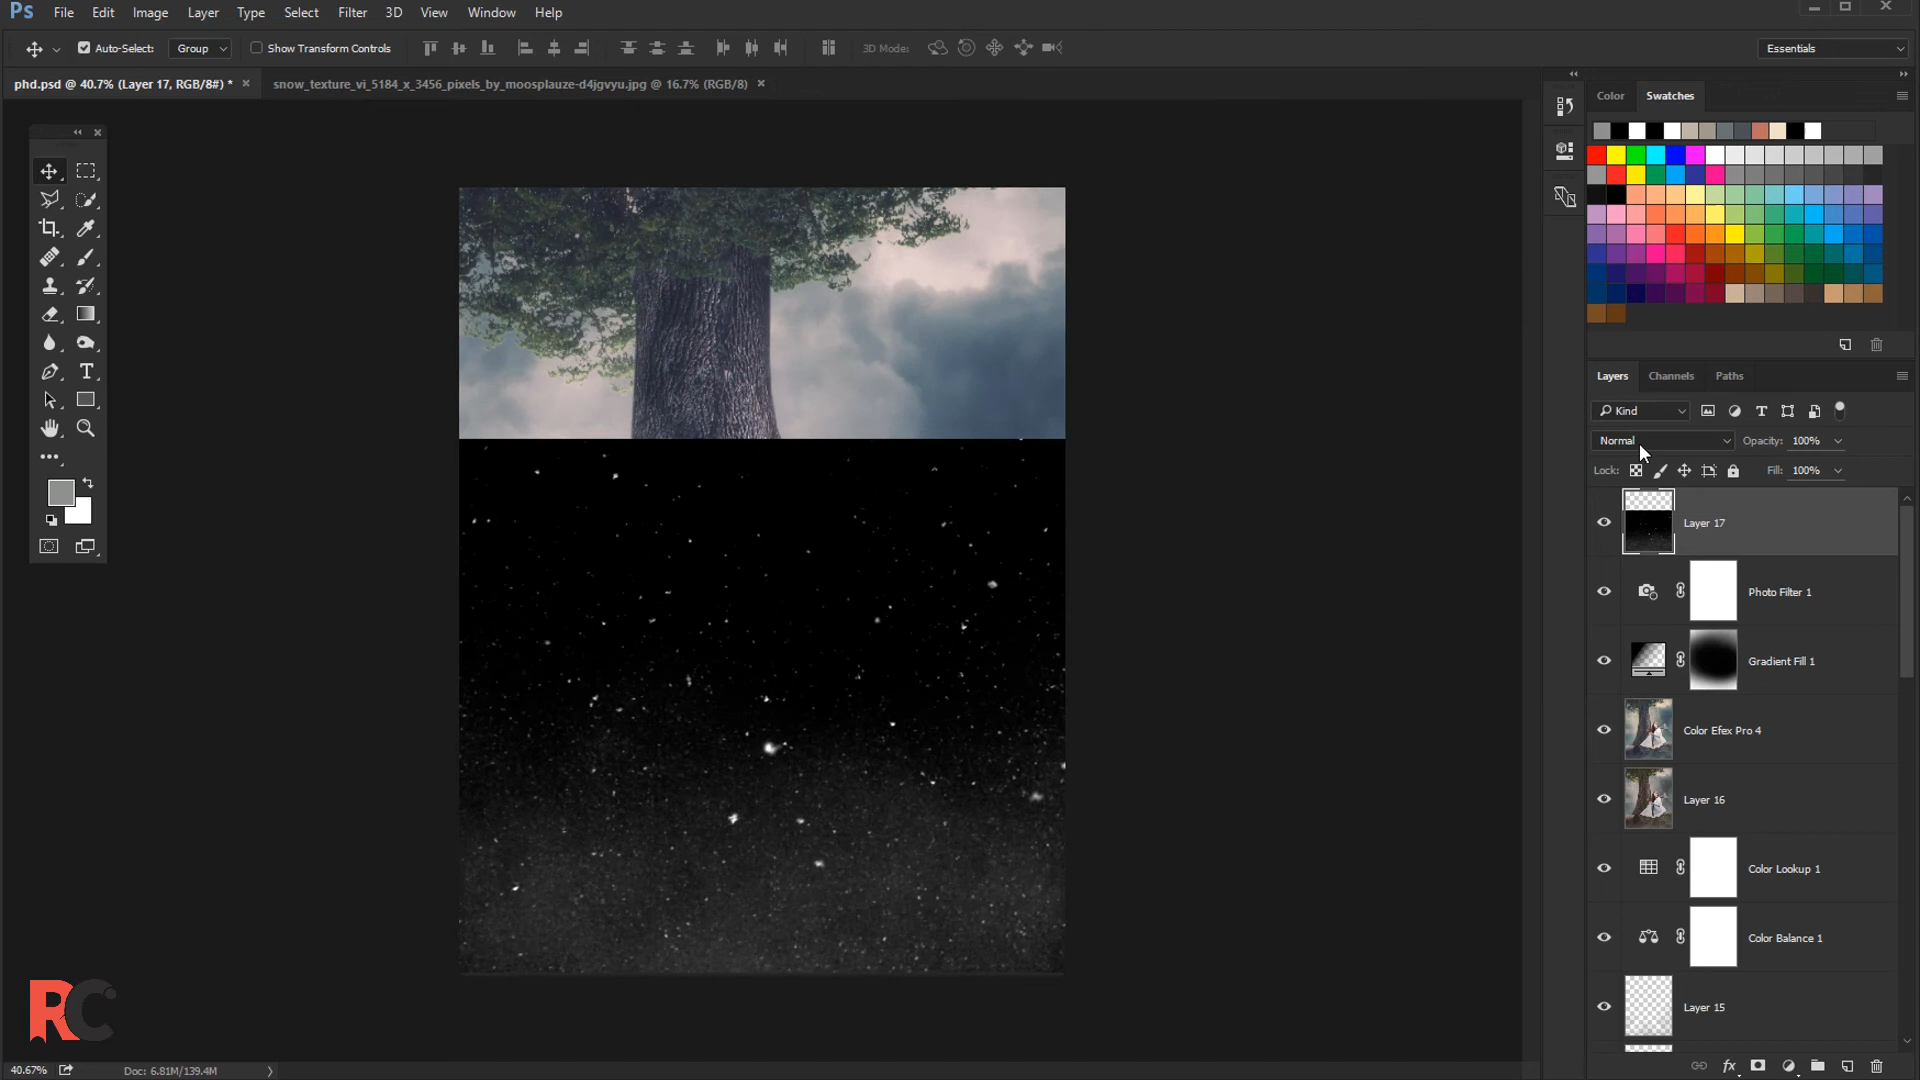 Ps File Edit Image Layer Type Select Filter 3D View Window Help
Auto-Select: Group Show Transform Controls 3D Mode: Essentials
phd.psd @ 40.7% (Layer 17, RGB/8#) * snow_texture_vi_5184_x_3456_pixels_by_moosplauze-d4jgvyu.jpg @ 16.7% (RGB/8)
Color Swatches
Layers Channels Paths
Kind
Normal Opacity: 100%
Lock: Fill: 100%
Layer 17
Photo Filter 1
Gradient Fill 1
Color Efex Pro 4
Layer 16
Color Lookup 1
Color Balance 1
Layer 15
RC
40.67% Doc: 6.81M/139.4M
fx